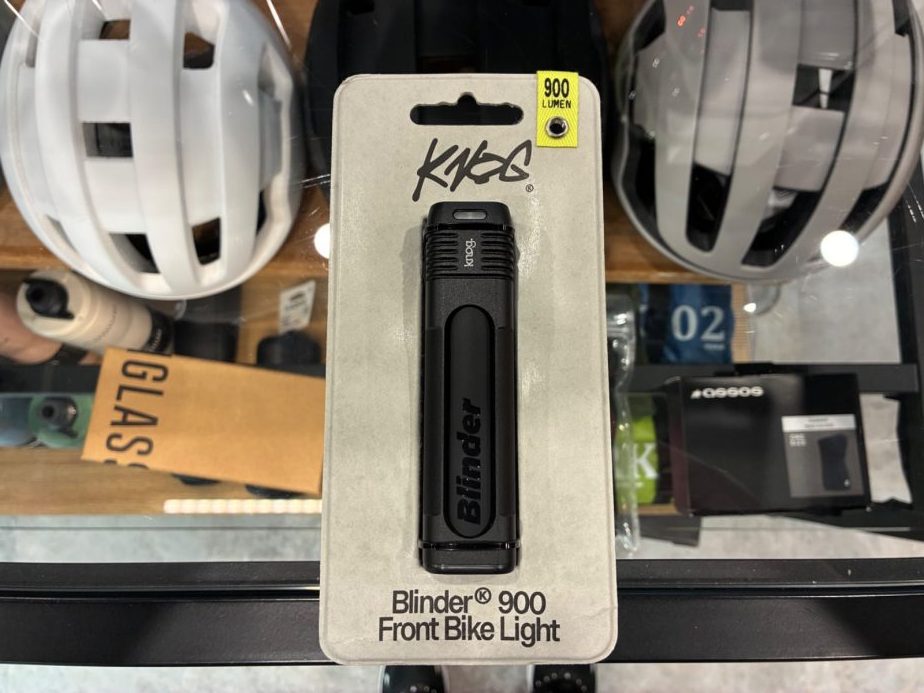 900
LUMEN
KNOG®
knog.
Blinder
Blinder® 900
Front Bike Light
GLASS
02
assos
K